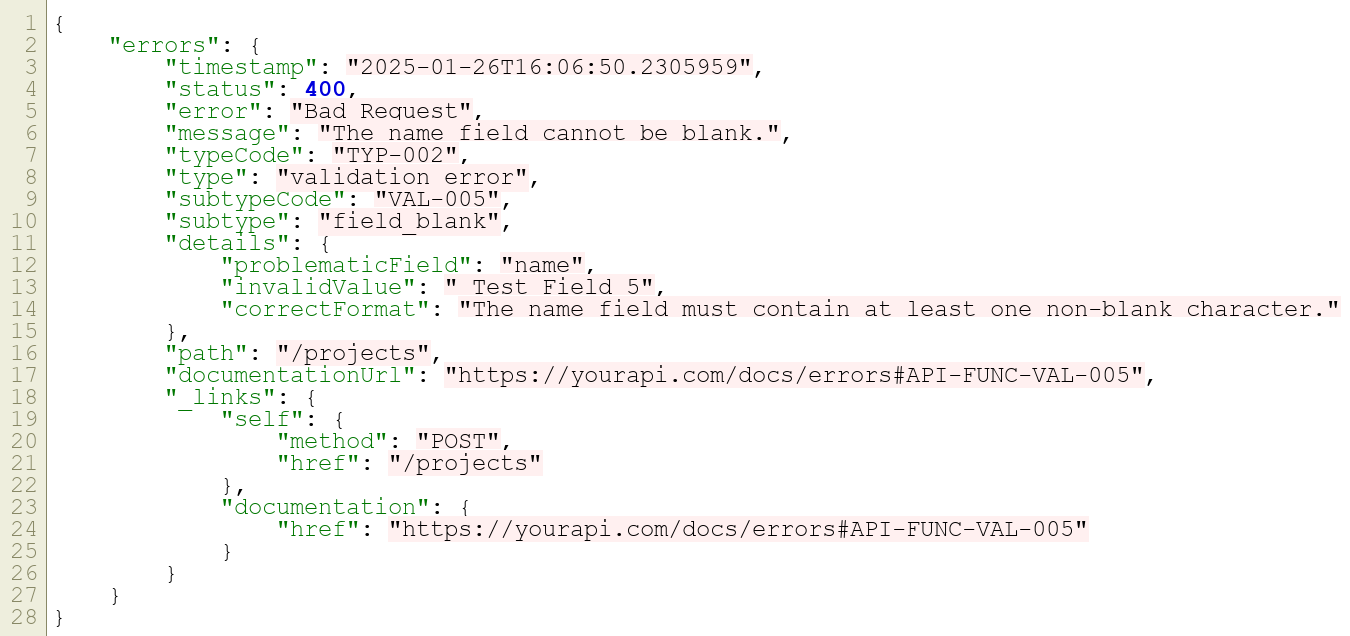 1 {
2     "errors": {
3         "timestamp": "2025-01-26T16:06:50.2305959",
4         "status": 400,
5         "error": "Bad Request",
6         "message": "The name field cannot be blank.",
7         "typeCode": "TYP-002",
8         "type": "validation error",
9         "subtypeCode": "VAL-005",
10         "subtype": "field_blank",
11         "details": {
12             "problematicField": "name",
13             "invalidValue": " Test Field 5",
14             "correctFormat": "The name field must contain at least one non-blank character."
15         },
16         "path": "/projects",
17         "documentationUrl": "https://yourapi.com/docs/errors#API-FUNC-VAL-005",
18         "_links": {
19             "self": {
20                 "method": "POST",
21                 "href": "/projects"
22             },
23             "documentation": {
24                 "href": "https://yourapi.com/docs/errors#API-FUNC-VAL-005"
25             }
26         }
27     }
28 }